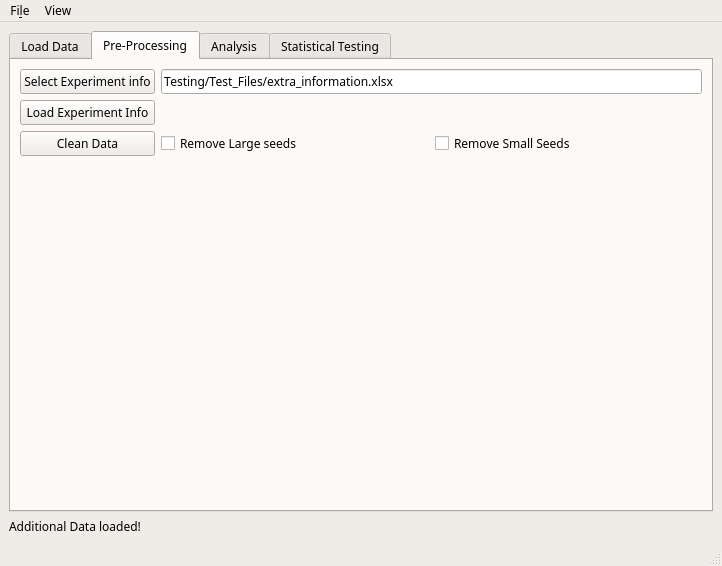 File View
Load Data Pre-Processing Analysis Statistical Testing
Select Experiment info Testing/Test_Files/extra_information.xlsx
Load Experiment Info
Clean Data Remove Large seeds Remove Small Seeds
Additional Data loaded!